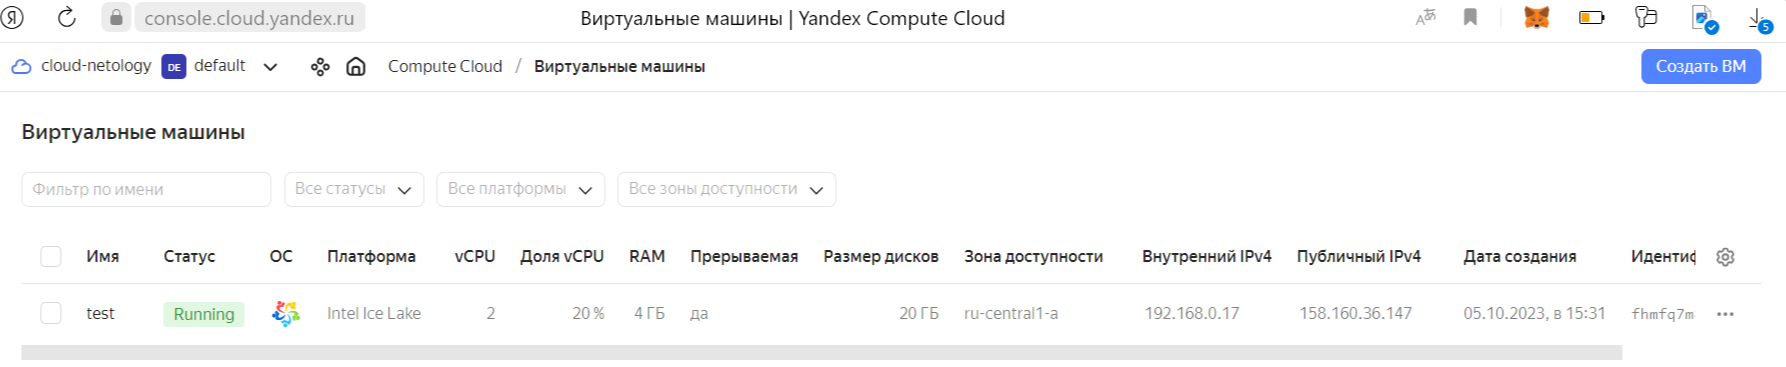 Я console.cloud.yandex.ru Виртуальные машины | Yandex Compute Cloud 5
cloud-netology DE default Compute Cloud / Виртуальные машины Создать ВМ
Виртуальные машины
Фильтр по имени Все статусы Все платформы Все зоны доступности
Имя Статус ОС Платформа vCPU Доля vCPU RAM Прерываемая Размер дисков Зона доступности Внутренний IPv4 Публичный IPv4 Дата создания Идентиф
test Running Intel Ice Lake 2 20 % 4 ГБ да 20 ГБ ru-central1-a 192.168.0.17 158.160.36.147 05.10.2023, в 15:31 fhmfq7m